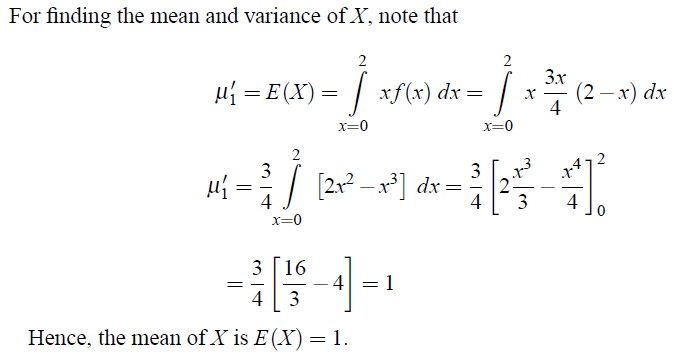 For finding the mean and variance of X, note that
μ′₁ = E(X) = ∫_{x=0}^{2} xf(x) dx = ∫_{x=0}^{2} x 3x/4 (2 – x) dx
μ′₁ = 3/4 ∫_{x=0}^{2} [2x² – x³] dx = 3/4 [2 x³/3 – x⁴/4]₀²
= 3/4 [16/3 – 4] = 1
Hence, the mean of X is E(X) = 1.